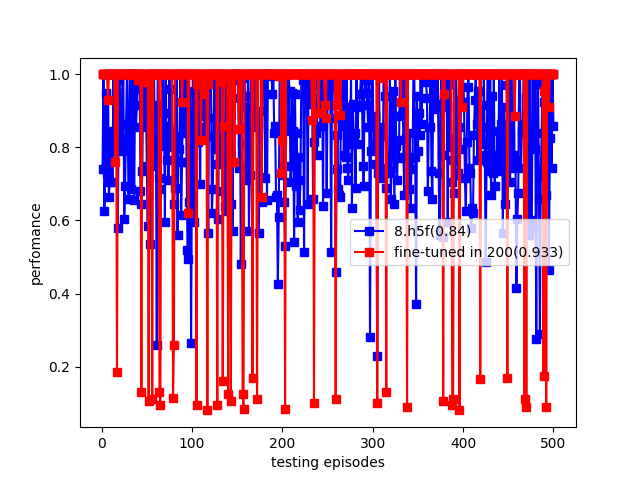 1.0
0.8
0.6
0.4
0.2
perfomance
8.h5f(0.84)
fine-tuned in 200(0.933)
0 100 200 300 400 500
testing episodes